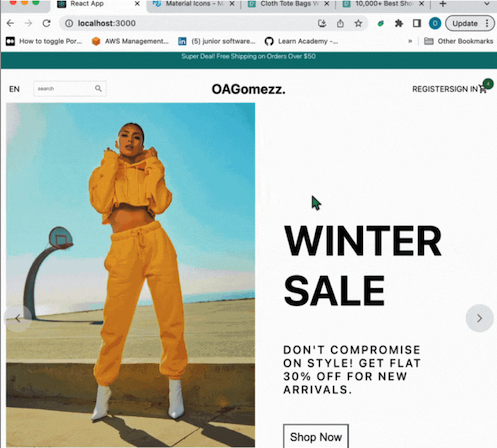 React App
Material Icons - M
Cloth Tote Bags W
10,000+ Best Sho
localhost:3000
O
Update
How to toggle Por...
AWS Management...
(5) junior software...
Learn Academy -...
»
Other Bookmarks
Super Deal! Free Shipping on Orders Over $50
EN
search
OAGomezz.
REGISTER
SIGN IN
WINTER
SALE
DON'T COMPROMISE
ON STYLE! GET FLAT
30% OFF FOR NEW
ARRIVALS.
Shop Now